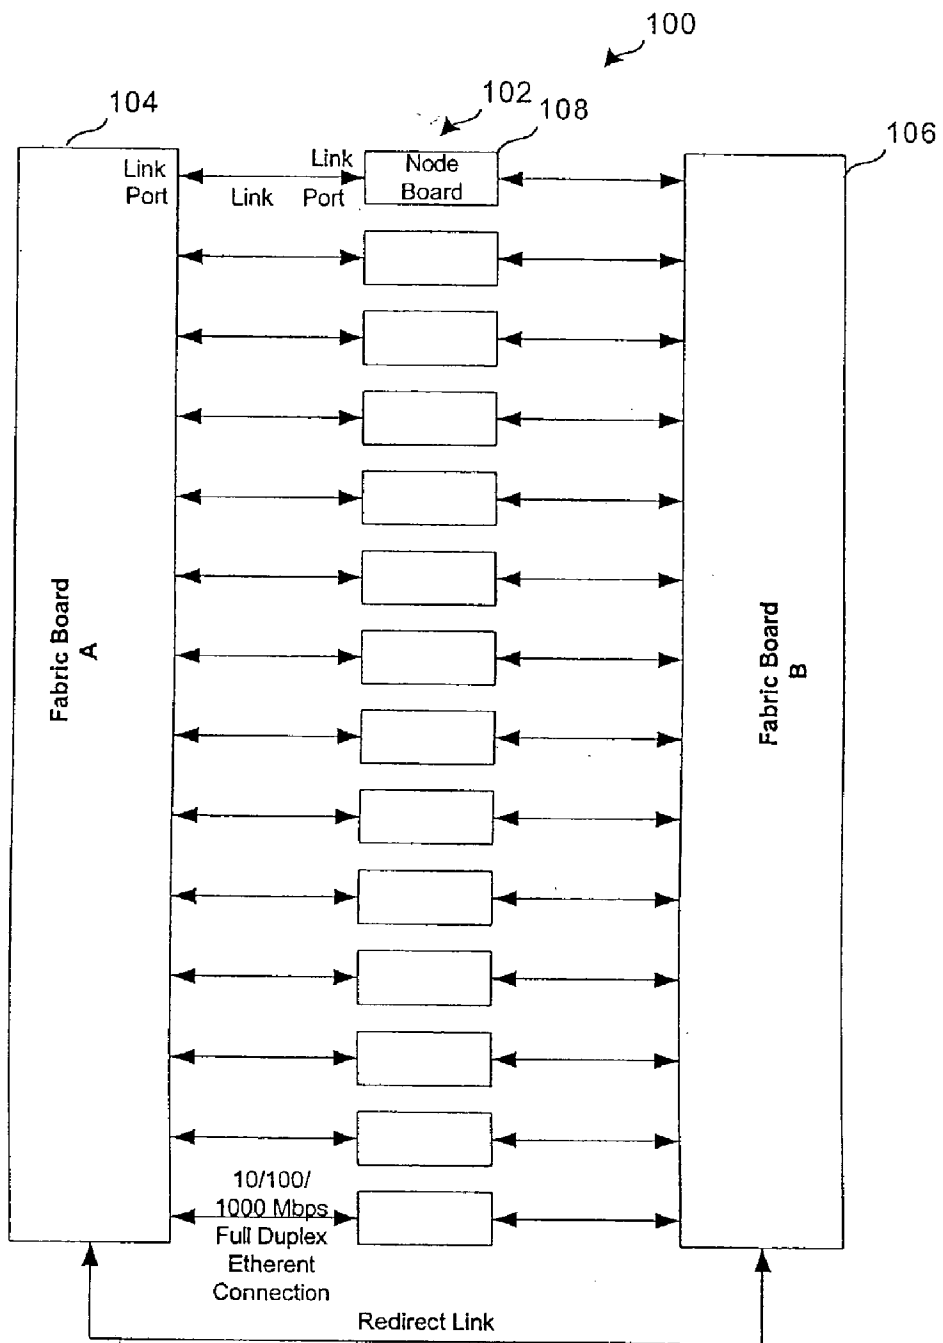 100
102
104
108
106
Link
Port
Link
Link
Port
Node
Board
Fabric Board
A
Fabric Board
B
10/100/
1000 Mbps
Full Duplex
Etherent
Connection
Redirect Link